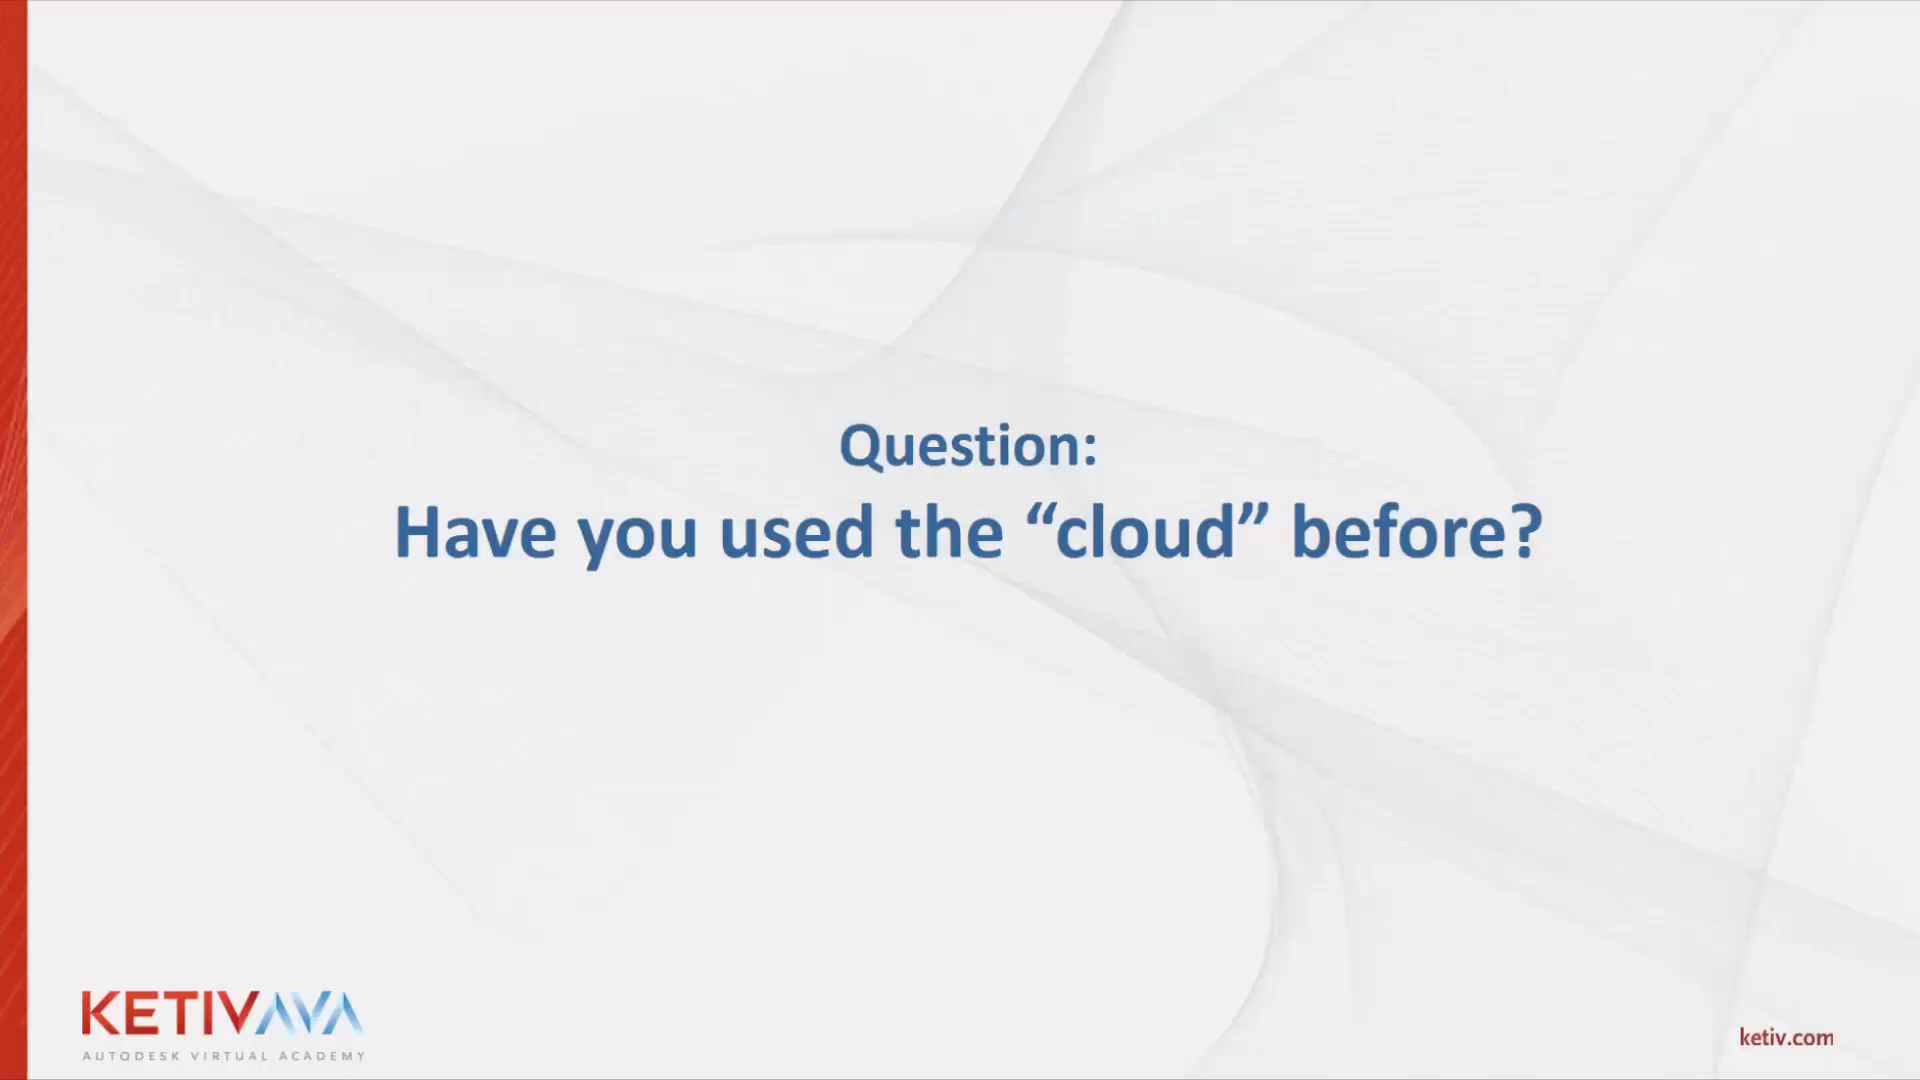 Question:
Have you used the “cloud” before?
KETIVAVA
AUTODESK VIRTUAL ACADEMY
ketiv.com